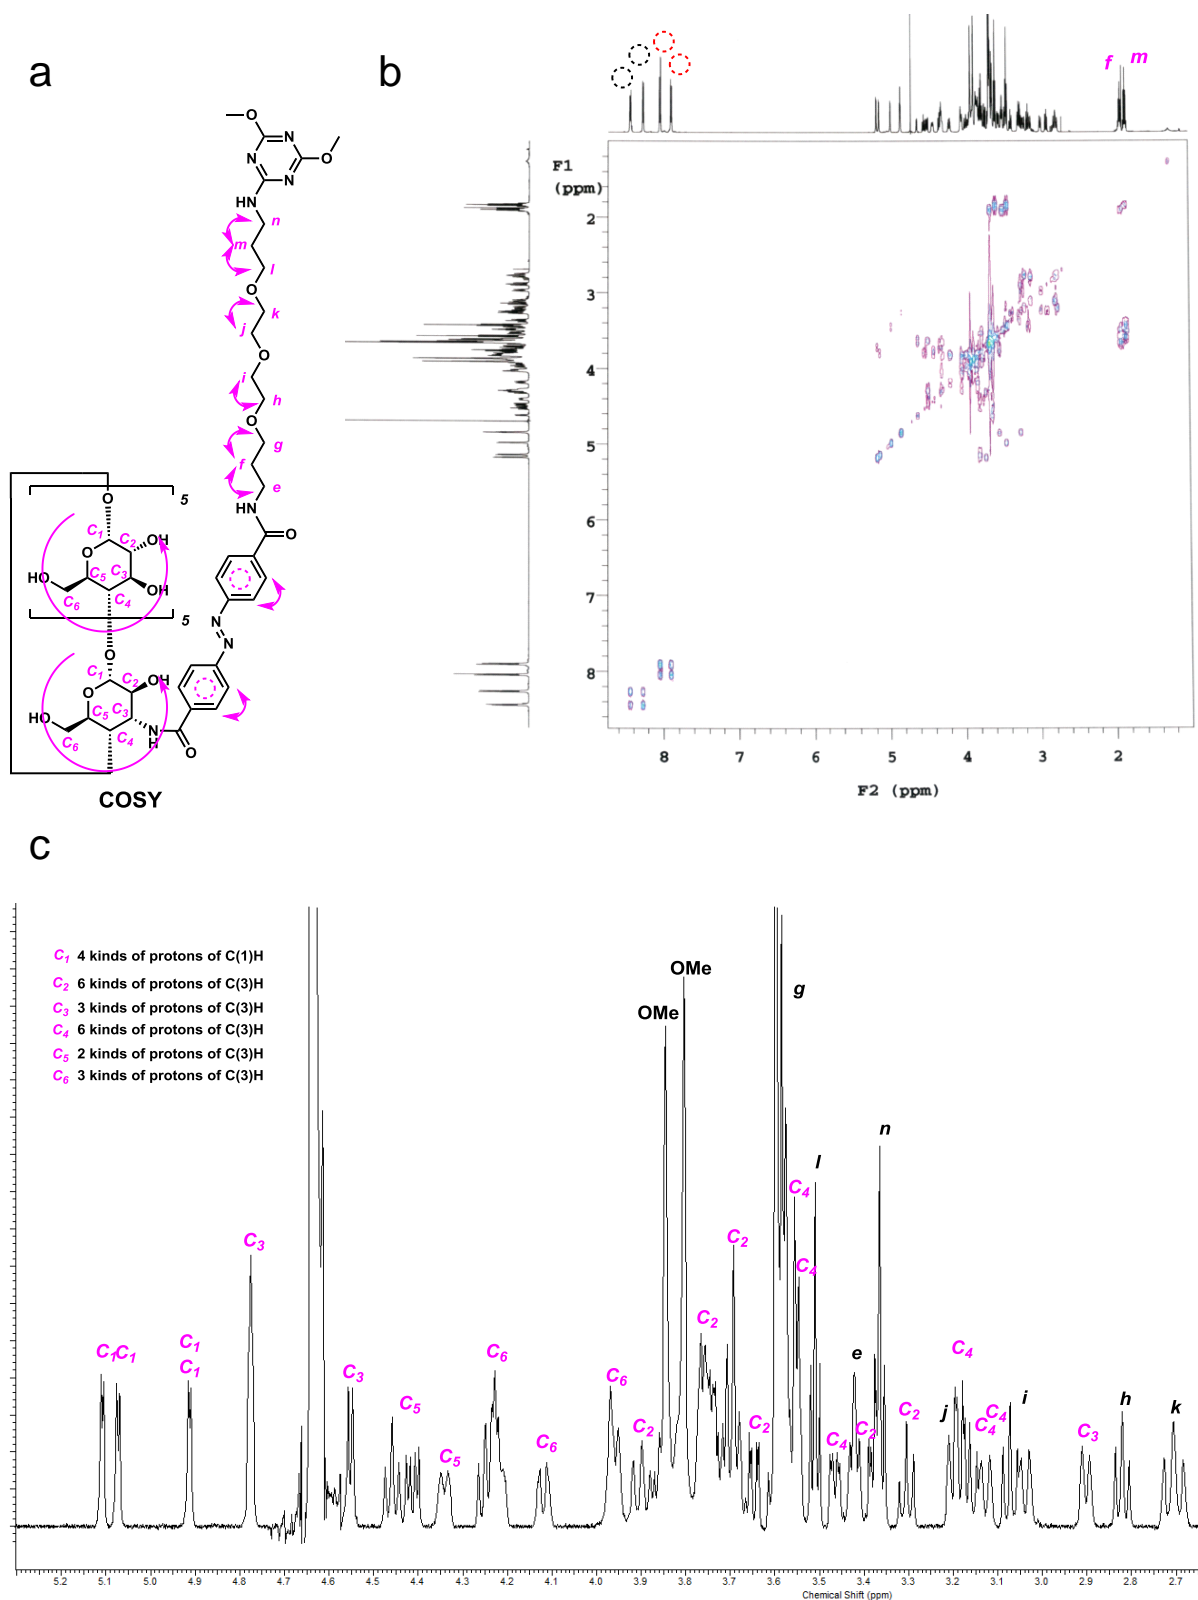 a
b
f
m
O
O
N
N
N
HN
n
m
l
O
k
j
O
i
h
O
g
f
e
HN
O
5
O
C1
C2
OH
O
C5
C3
HO
OH
C6
C4
5
N
N
O
C1
C2
OH
O
C5
C3
HO
C6
C4
N
H
O
COSY
F1
(ppm)
2
3
4
5
6
7
8
8
7
6
5
4
3
2
F2 (ppm)
c
C1 4 kinds of protons of C(1)H
C2 6 kinds of protons of C(3)H
C3 3 kinds of protons of C(3)H
C4 6 kinds of protons of C(3)H
C5 2 kinds of protons of C(3)H
C6 3 kinds of protons of C(3)H
OMe
OMe
g
n
l
C4
C3
C2
C4
C2
C1
C1
C1
C1
C3
C6
C5
C6
e
C4
j
C4
C4
i
h
k
C5
C6
C2
C2
C4
C2
C2
C3
5.2 5.1 5.0 4.9 4.8 4.7 4.6 4.5 4.4 4.3 4.2 4.1 4.0 3.9 3.8 3.7 3.6 3.5 3.4 3.3 3.2 3.1 3.0 2.9 2.8 2.7
Chemical Shift (ppm)